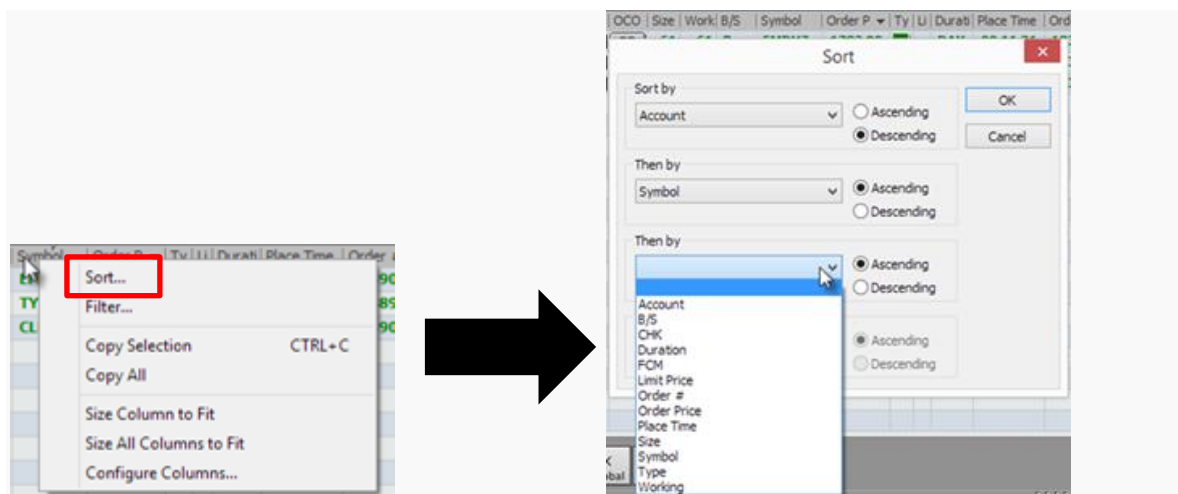 Symbol Order P Ty Li Durati Place Time Order
Sort...
Filter...
TY
CL
Copy Selection CTRL+C
Copy All
Size Column to Fit
Size All Columns to Fit
Configure Columns...
OCO Size Work B/S Symbol Order P Ty Li Durati Place Time Ord
Sort
Sort by
Account
Ascending
Descending
OK
Cancel
Then by
Symbol
Ascending
Descending
Then by
Ascending
Descending
Account
B/S
CHK
Duration
FCM
Limit Price
Order #
Order Price
Place Time
Size
Symbol
Type
Working
Ascending
Descending